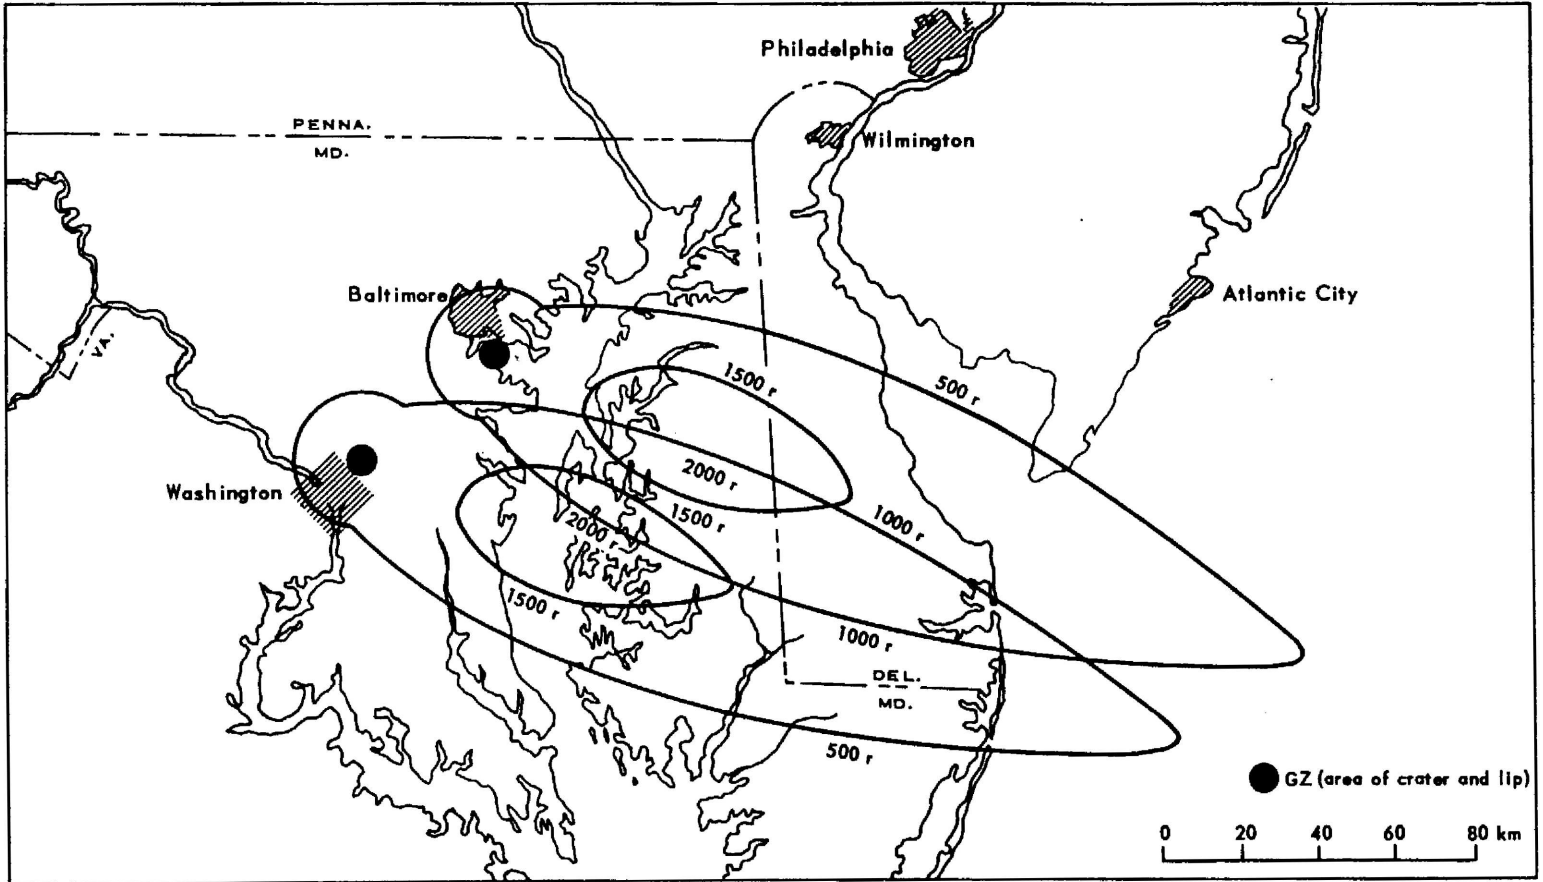 Philadelphia
PENNA.
MD.
Wilmington
Baltimore
Atlantic City
VA.
1500 r
500 r
2000 r
Washington
1500 r
1000 r
2000 r
1500 r
1000 r
DEL.
MD.
500 r
GZ (area of crater and lip)
0 20 40 60 80 km